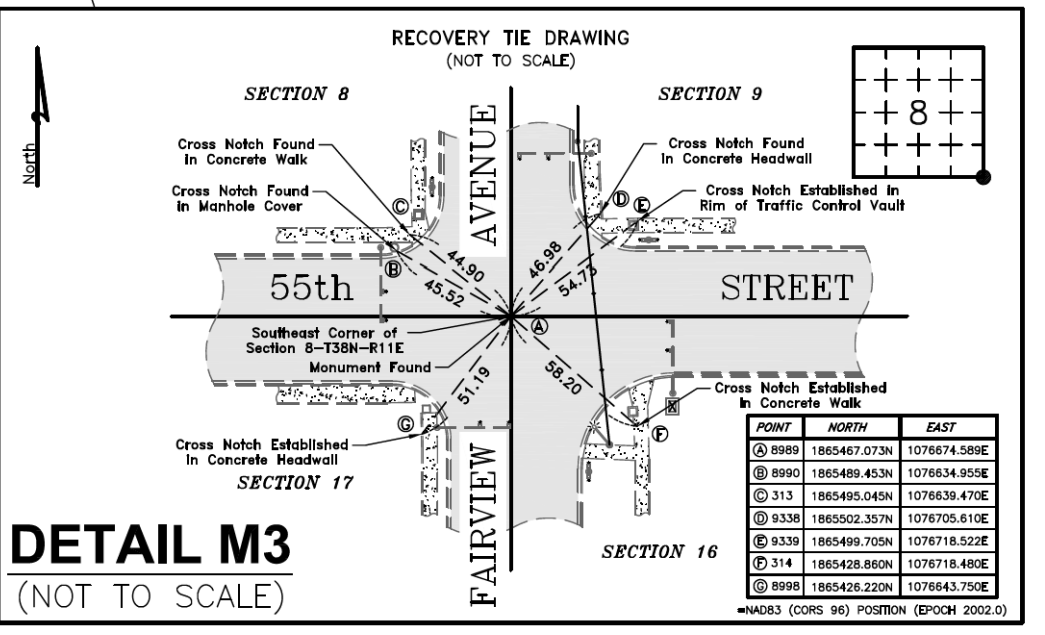 RECOVERY TIE DRAWING
(NOT TO SCALE)
North
SECTION 8
SECTION 9
8
AVENUE
Cross Notch Found
in Concrete Walk
Cross Notch Found
in Concrete Headwall
Cross Notch Found
in Manhole Cover
Cross Notch Established in
Rim of Traffic Control Vault
C
D
E
B
44.90
45.52
46.98
54.73
55th
STREET
Southeast Corner of
Section 8-T38N-R11E
Monument Found
A
51.19
58.20
G
F
Cross Notch Established
in Concrete Walk
Cross Notch Established
in Concrete Headwall
SECTION 17
FAIRVIEW
SECTION 16
POINT NORTH EAST
A 8989 1865467.073N 1076674.589E
B 8990 1865489.453N 1076634.955E
C 313 1865495.045N 1076639.470E
D 9338 1865502.357N 1076705.610E
E 9339 1865499.705N 1076718.522E
F 314 1865428.860N 1076718.480E
G 8998 1865426.220N 1076643.750E
=NAD83 (CORS 96) POSITION (EPOCH 2002.0)
DETAIL M3
(NOT TO SCALE)